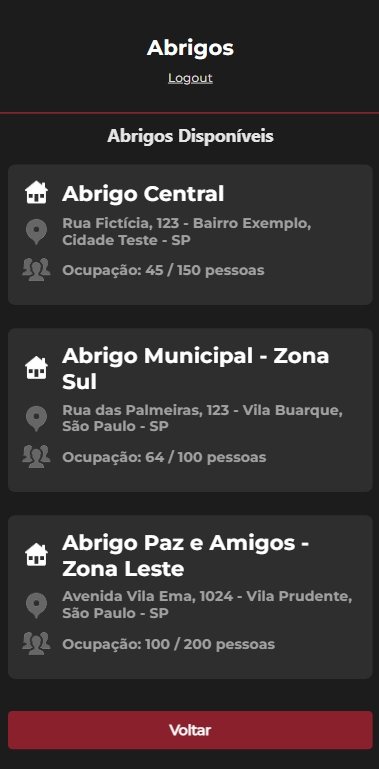 Abrigos
Logout
Abrigos Disponíveis
Abrigo Central
Rua Fictícia, 123 - Bairro Exemplo,
Cidade Teste - SP
Ocupação: 45 / 150 pessoas
Abrigo Municipal - Zona
Sul
Rua das Palmeiras, 123 - Vila Buarque,
São Paulo - SP
Ocupação: 64 / 100 pessoas
Abrigo Paz e Amigos -
Zona Leste
Avenida Vila Ema, 1024 - Vila Prudente,
São Paulo - SP
Ocupação: 100 / 200 pessoas
Voltar